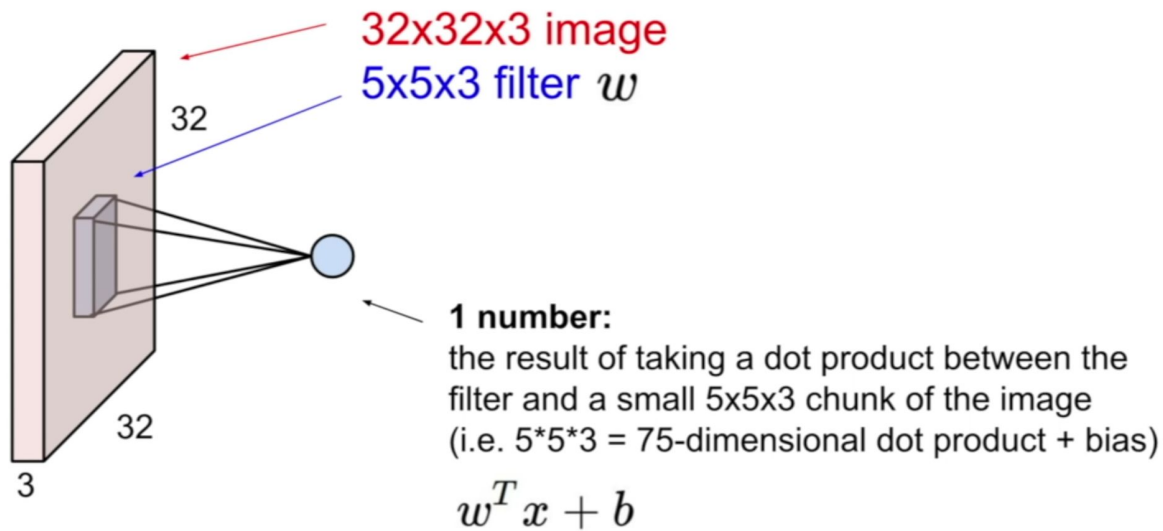 32x32x3 image
5x5x3 filter w
32
32
3
1 number:
the result of taking a dot product between the
filter and a small 5x5x3 chunk of the image
(i.e. 5*5*3 = 75-dimensional dot product + bias)
w^T x + b